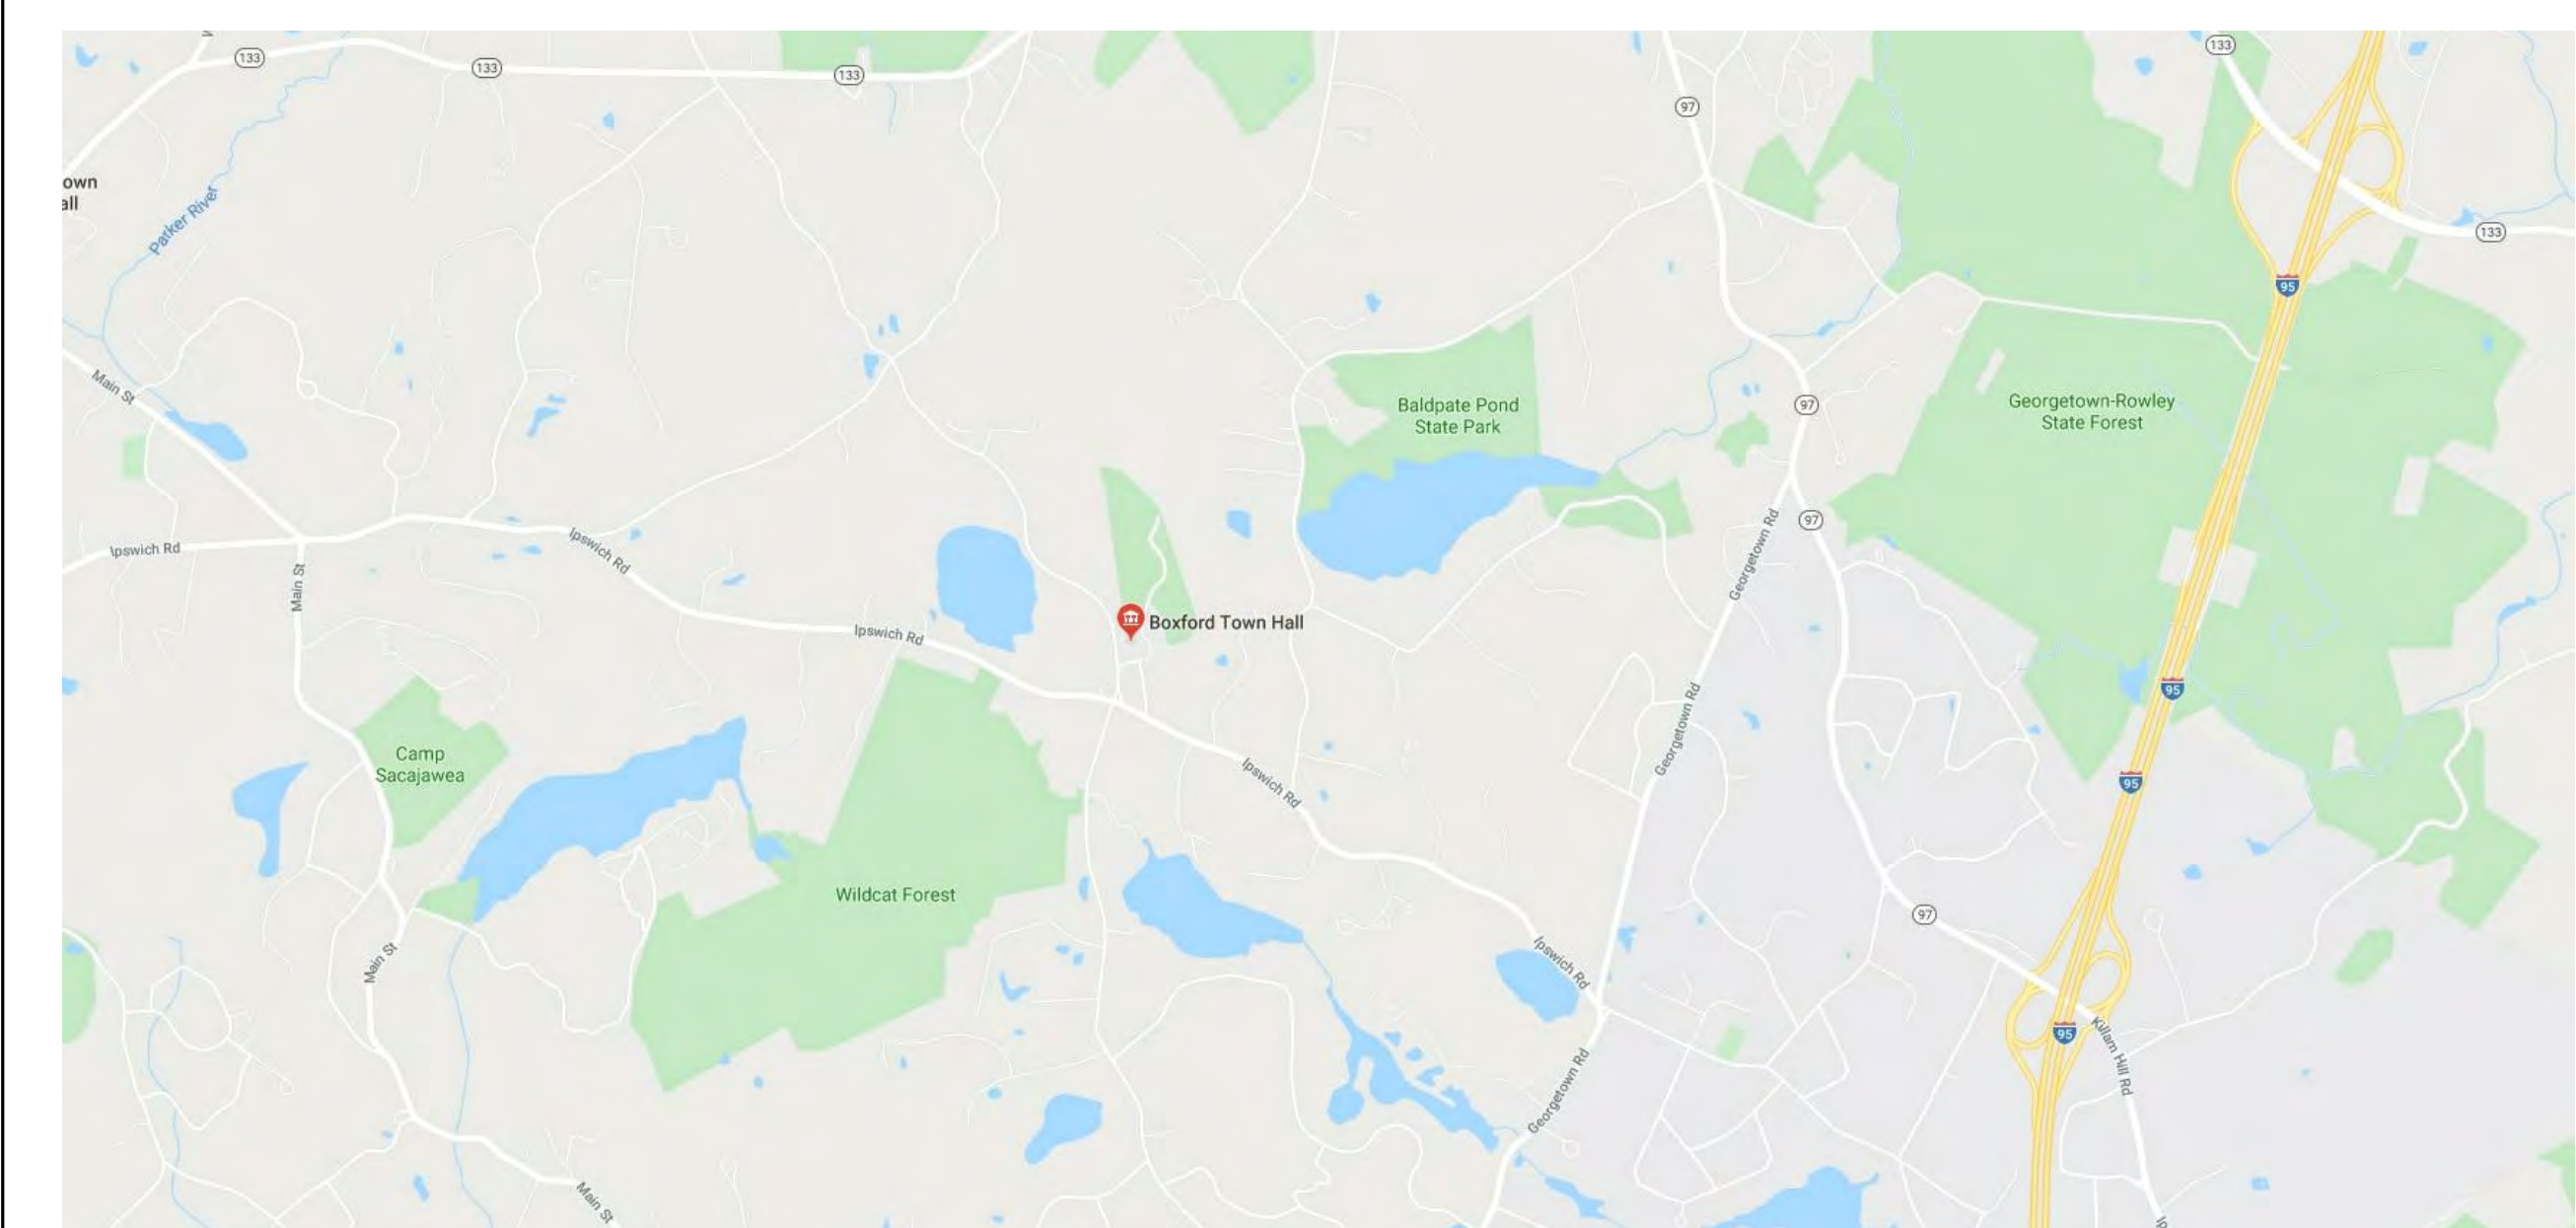 133
133
133
133
97
own
all
Parker River
133
95
Main St
Baldpate Pond
State Park
97
Georgetown-Rowley
State Forest
97
Ipswich Rd
Ipswich Rd
Main St
Georgetown Rd
Boxford Town Hall
Ipswich Rd
95
Georgetown Rd
Camp
Sacajawea
Ipswich Rd
95
Wildcat Forest
97
Main St
Ipswich Rd
95
Killam Hill Rd
Georgetown Rd
Main St
Ip